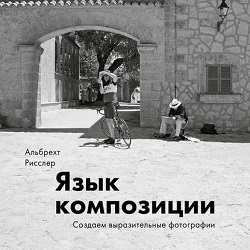 Альбрехт
Рисслер
Язык
композиции
Создаем выразительные фотографии